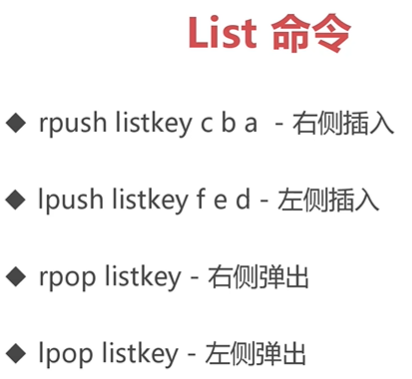 List 命令
◆ rpush listkey c b a - 右侧插入
◆ lpush listkey f e d - 左侧插入
◆ rpop listkey - 右侧弹出
◆ lpop listkey - 左侧弹出